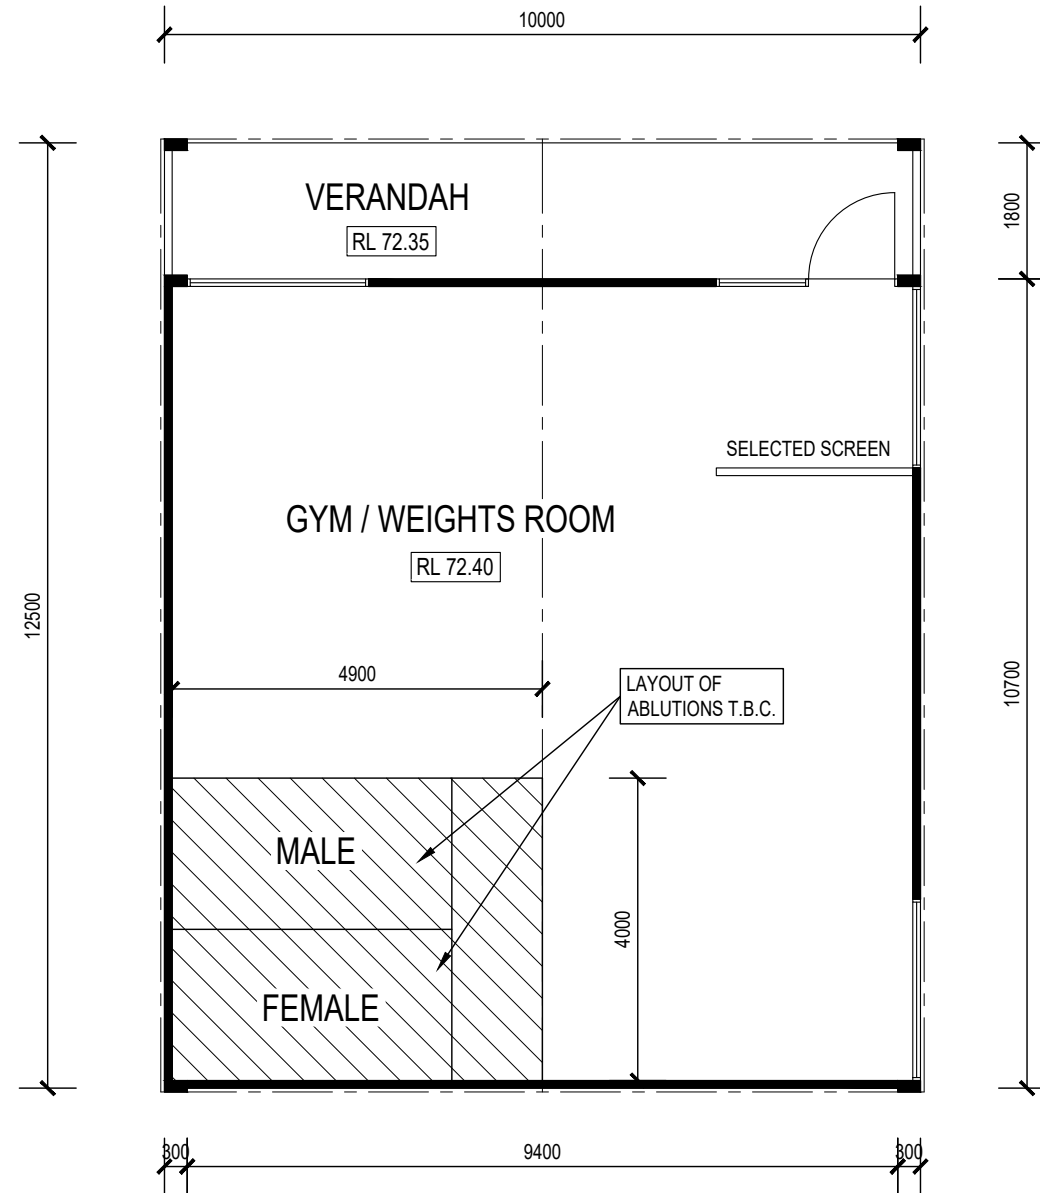 10000
VERANDAH
RL 72.35
1800
SELECTED SCREEN
GYM / WEIGHTS ROOM
RL 72.40
12500
10700
4900
LAYOUT OF
ABLUTIONS T.B.C.
MALE
4000
FEMALE
300
9400
300